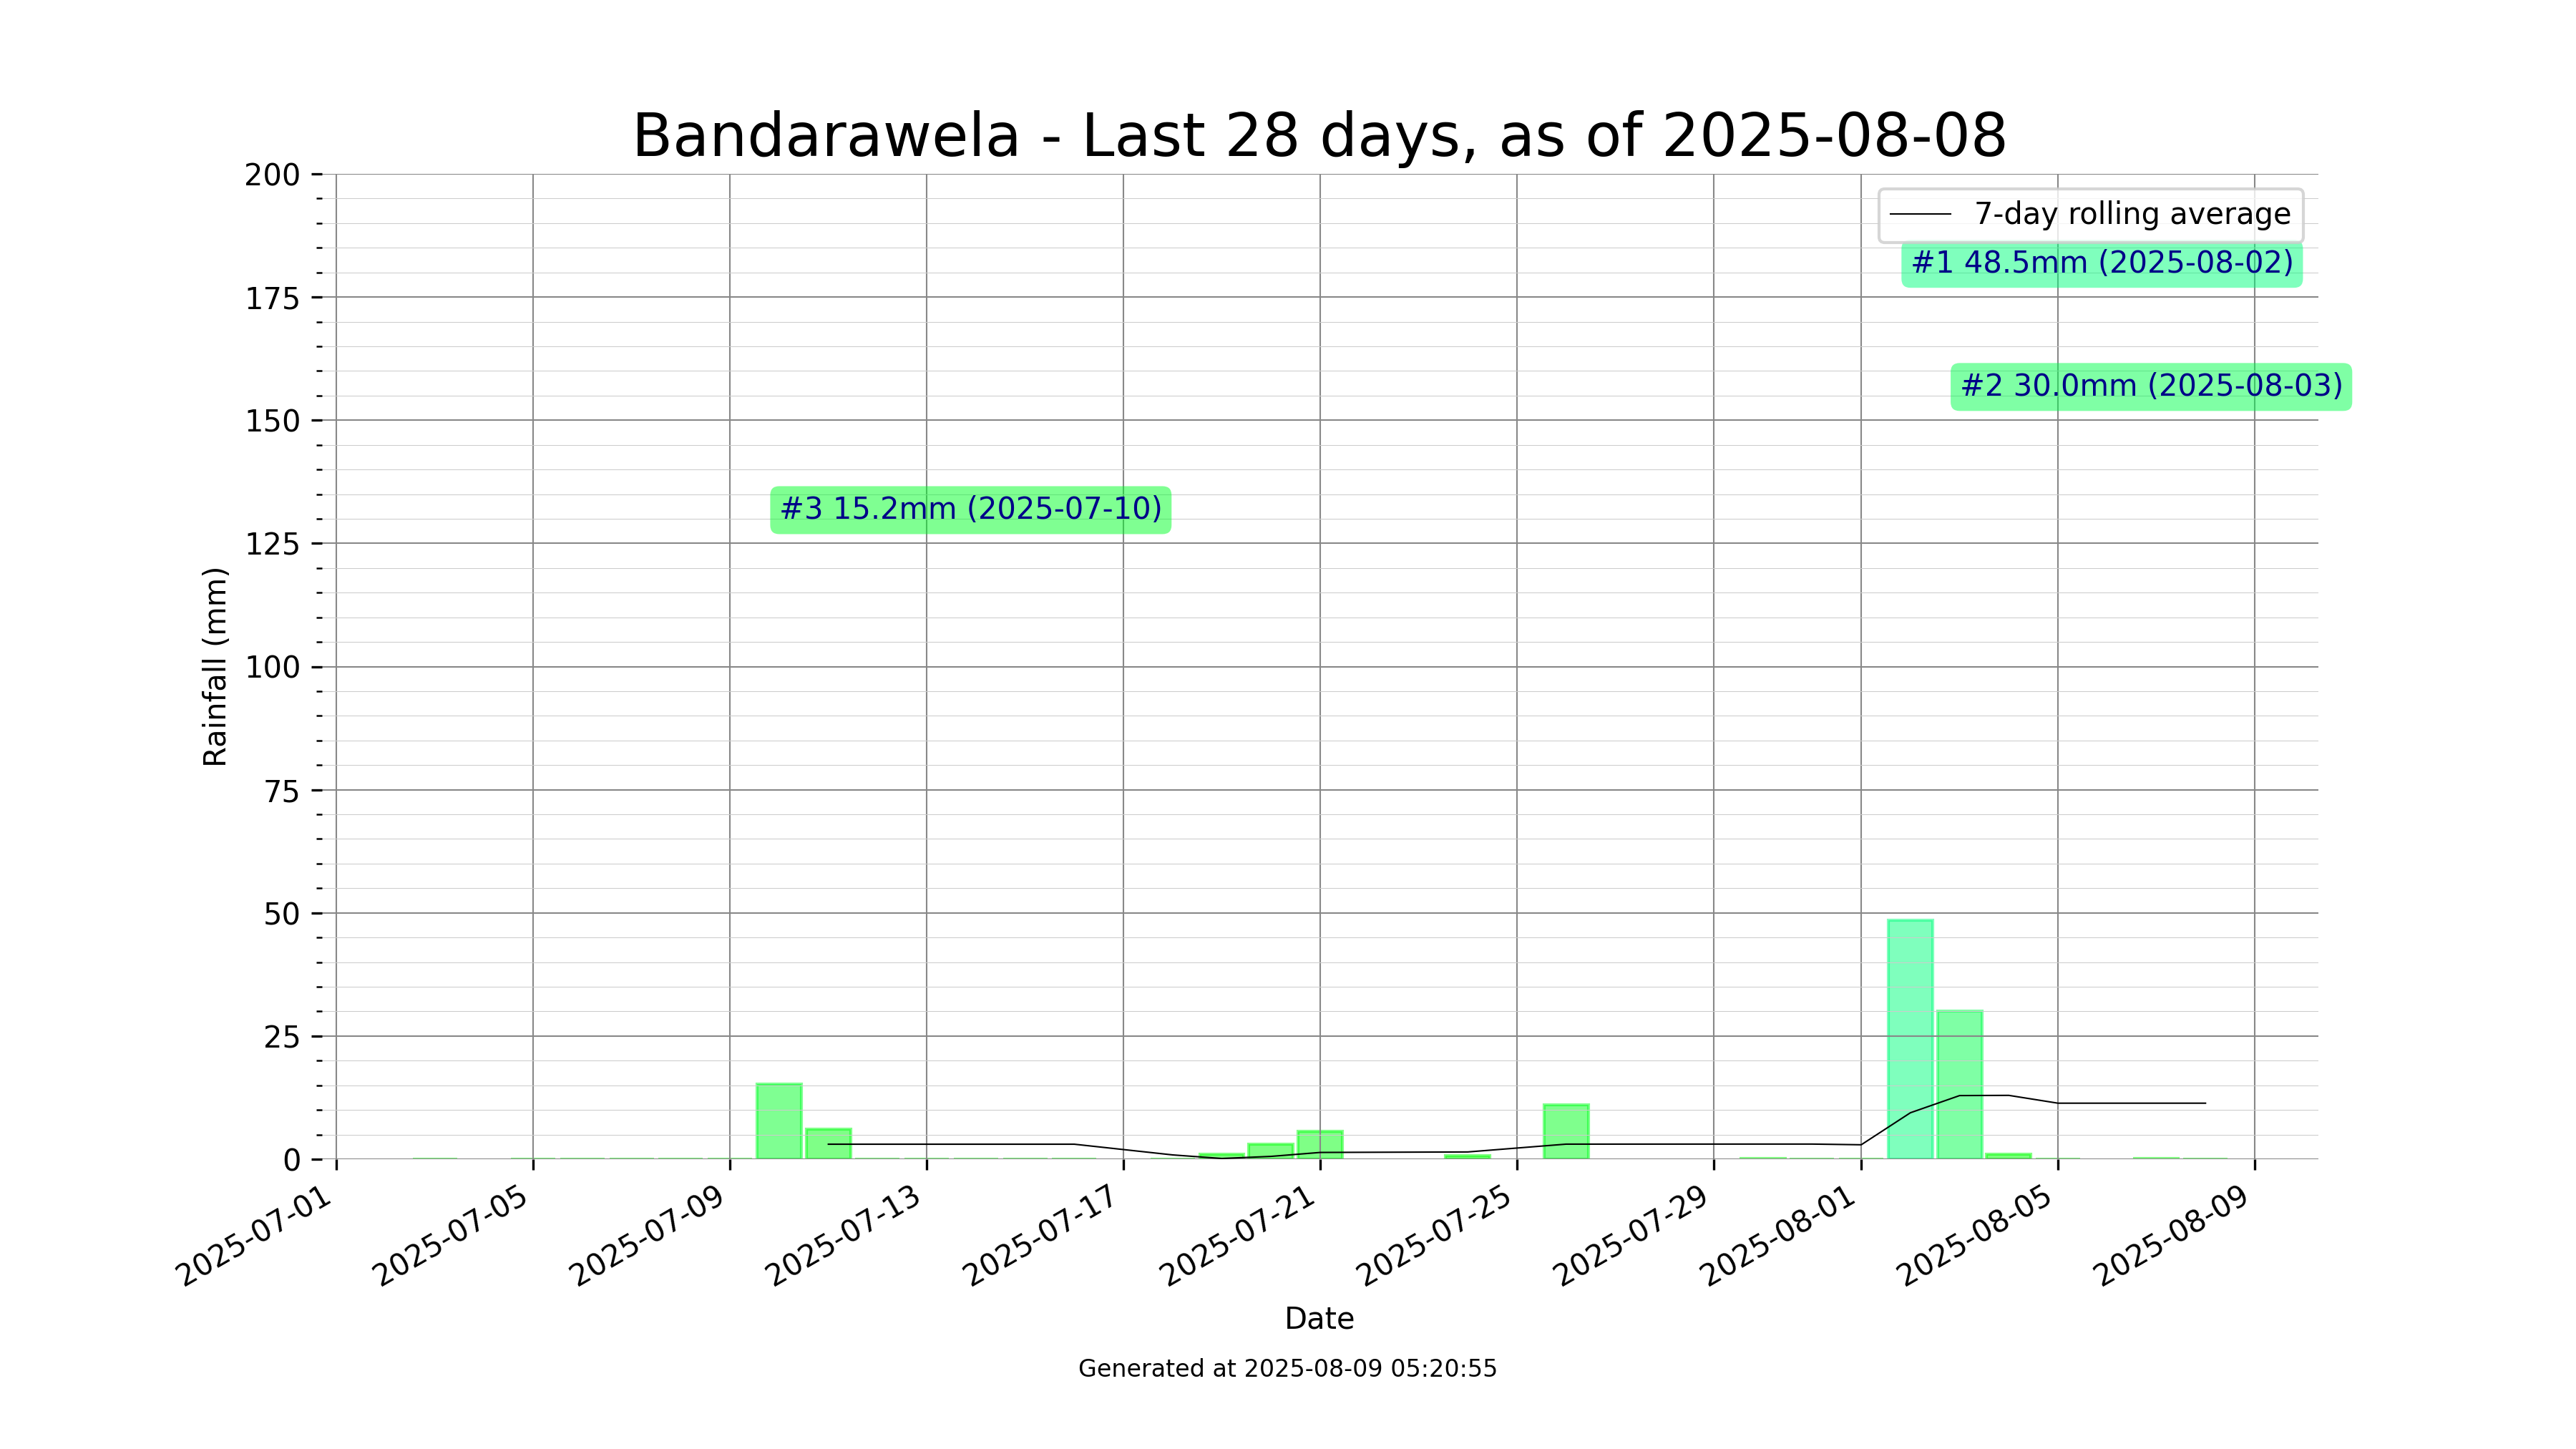 Bandarawela - Last 28 days, as of 2025-08-08
200
175
150
125
100
75
50
25
0
Rainfall (mm)
7-day rolling average
#1 48.5mm (2025-08-02)
#2 30.0mm (2025-08-03)
#3 15.2mm (2025-07-10)
2025-07-01
2025-07-05
2025-07-09
2025-07-13
2025-07-17
2025-07-21
2025-07-25
2025-07-29
2025-08-01
2025-08-05
2025-08-09
Date
Generated at 2025-08-09 05:20:55